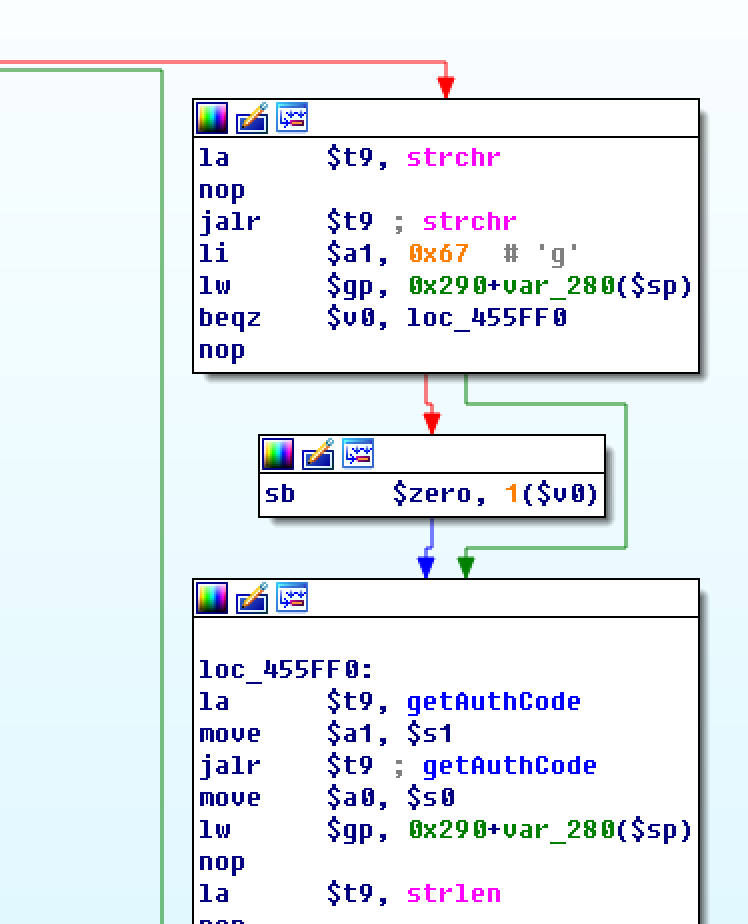 la $t9, strchr
nop
jalr $t9 ; strchr
li $a1, 0x67 # 'g'
lw $gp, 0x290+var_280($sp)
beqz $v0, loc_455FF0
nop
sb $zero, 1($v0)
loc_455FF0:
la $t9, getAuthCode
move $a1, $s1
jalr $t9 ; getAuthCode
move $a0, $s0
lw $gp, 0x290+var_280($sp)
nop
la $t9, strlen
nop